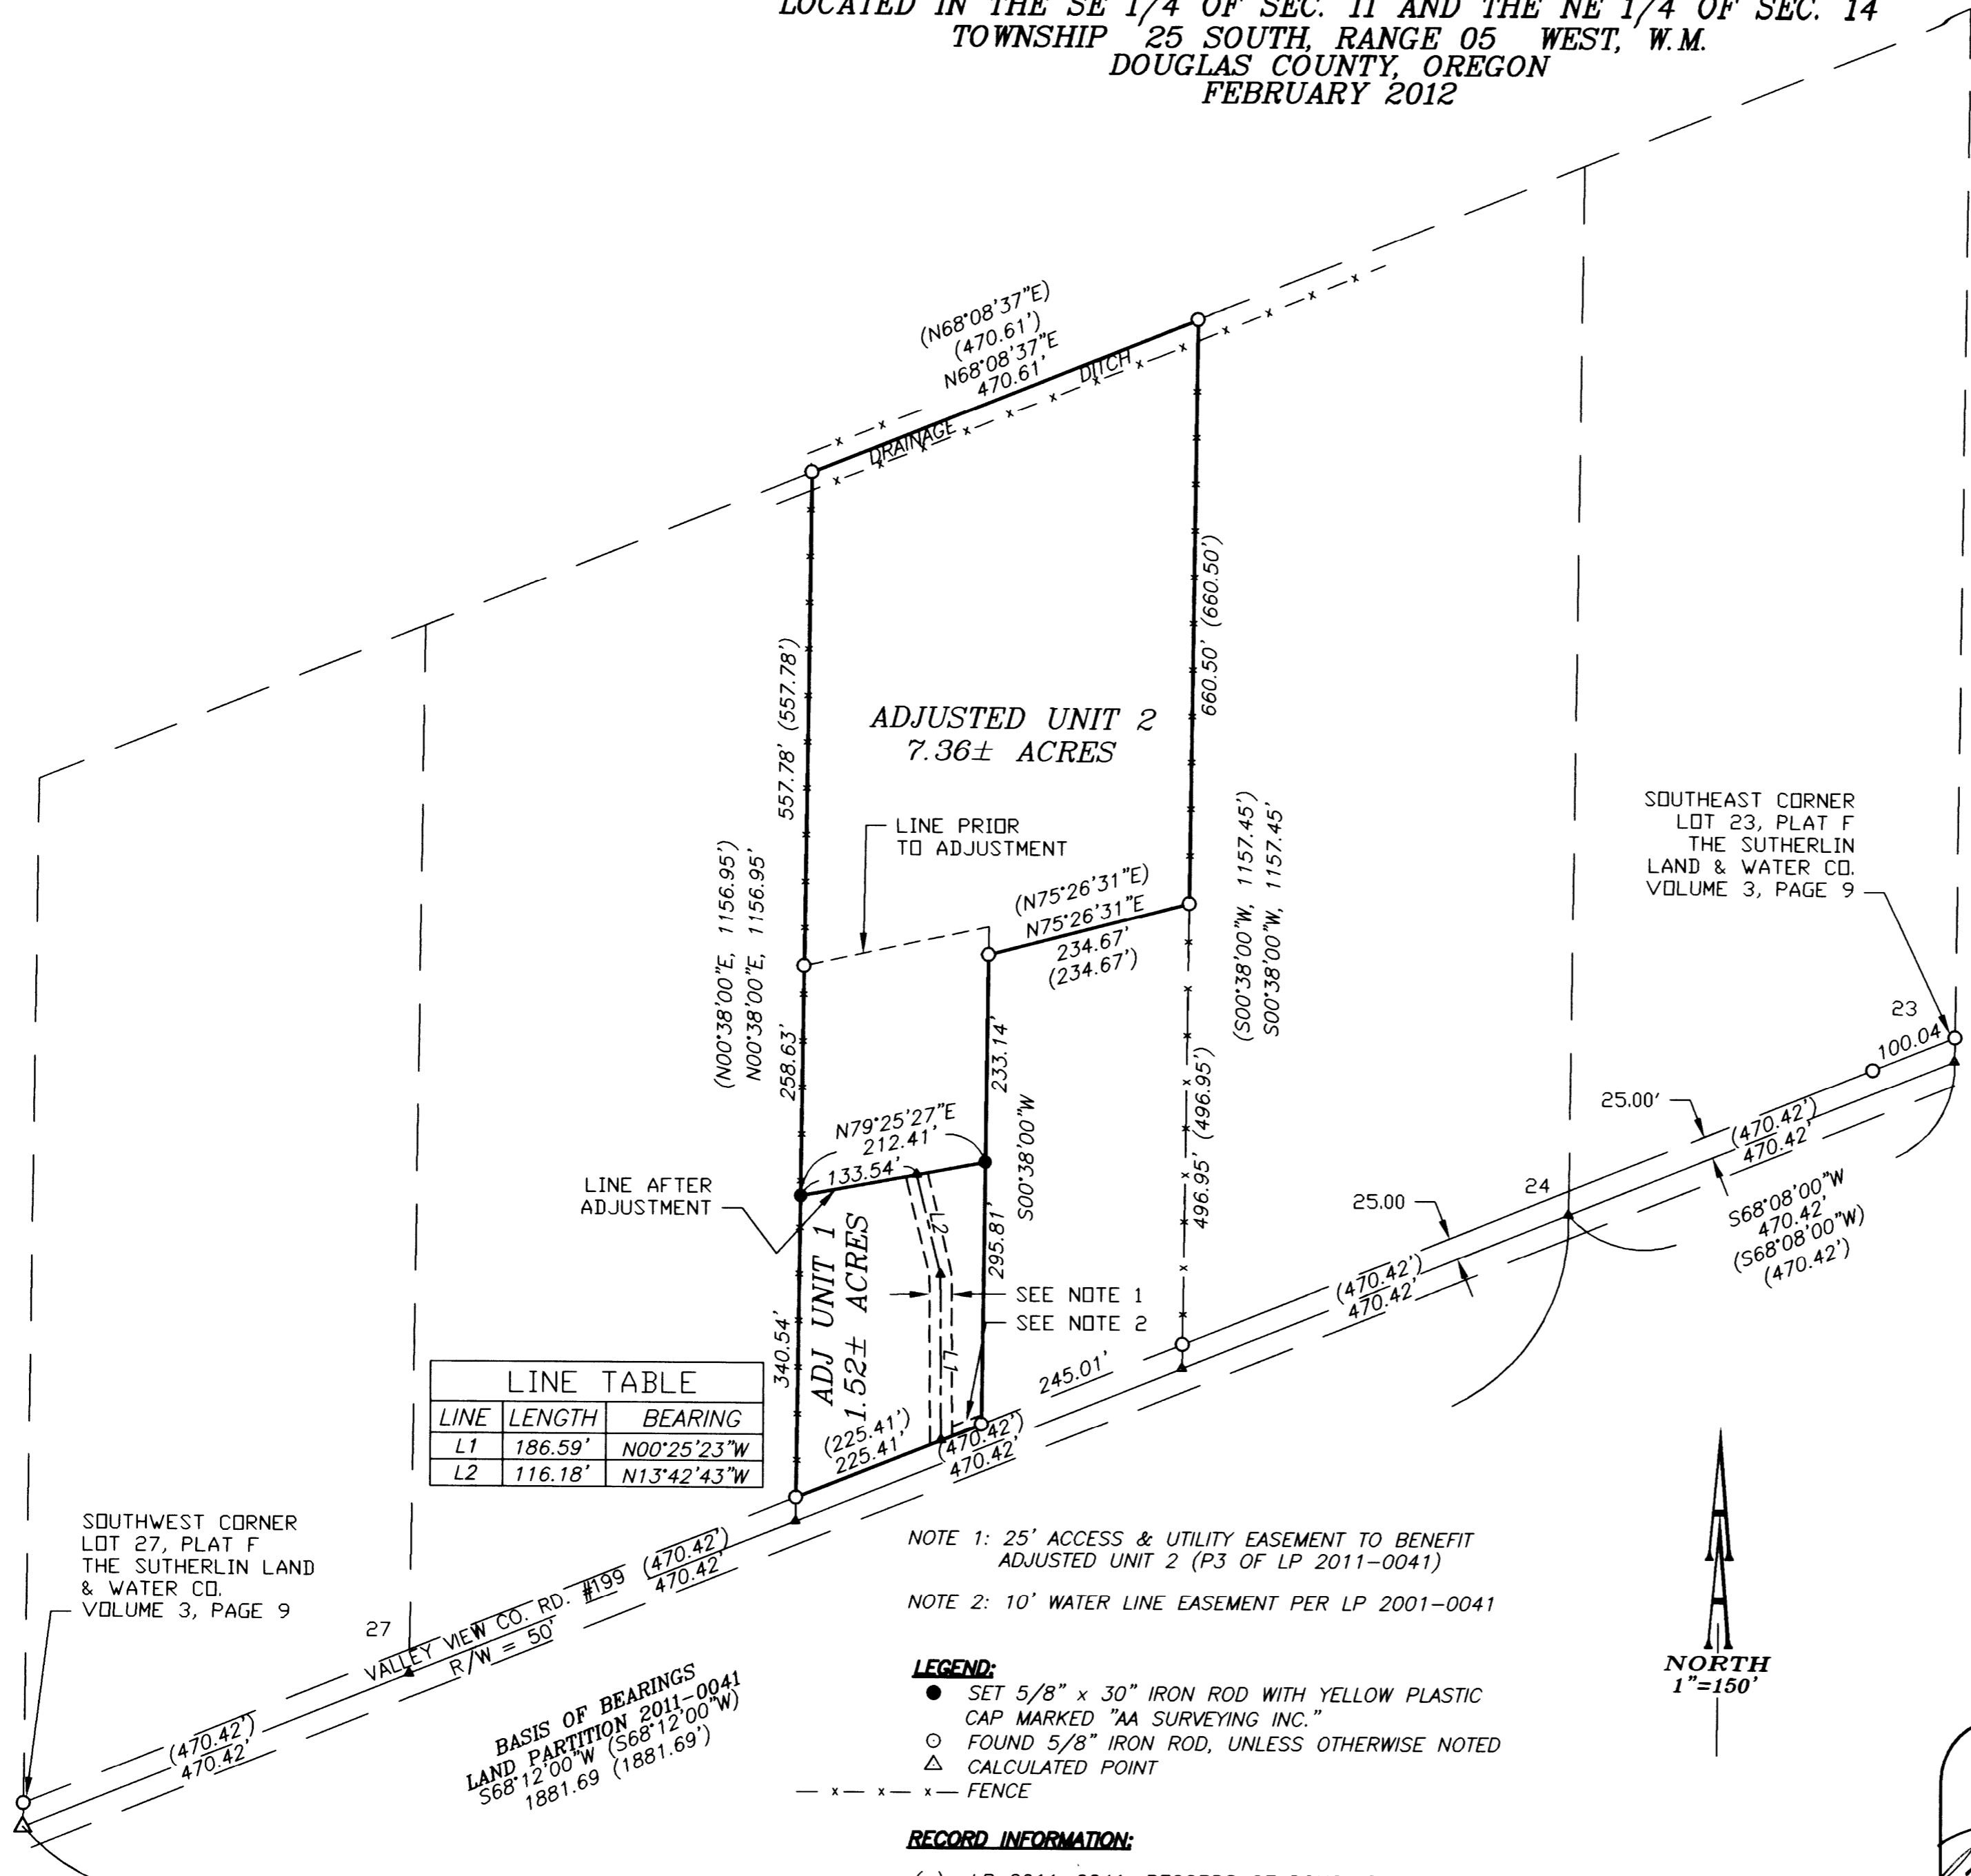 LOCATED IN THE SE 1/4 OF SEC. 11 AND THE NE 1/4 OF SEC. 14
TOWNSHIP 25 SOUTH, RANGE 05 WEST, W.M.
DOUGLAS COUNTY, OREGON
FEBRUARY 2012
(N68°08'37"E)
(470.61')
N68°08'37"E
470.61'
DRAINAGE DITCH
557.78' (557.78')
660.50' (660.50')
ADJUSTED UNIT 2
7.36± ACRES
LINE PRIOR
TO ADJUSTMENT
(N00°38'00"E, 1156.95')
N00°38'00"E, 1156.95'
(N75°26'31"E)
N75°26'31"E
234.67'
(234.67')
(S00°38'00"W, 1157.45')
S00°38'00"W, 1157.45'
SOUTHEAST CORNER
LOT 23, PLAT F
THE SUTHERLIN
LAND & WATER CO.
VOLUME 3, PAGE 9
258.63'
233.14'
S00°38'00"W
496.95' (496.95')
23
100.04
N79°25'27"E
212.41'
133.54'
LINE AFTER
ADJUSTMENT
L2
295.81'
ADJ UNIT 1
1.52± ACRES
SEE NOTE 1
SEE NOTE 2
L1
340.54'
25.00'
(470.42')
470.42'
24
25.00
S68°08'00"W
470.42'
(S68°08'00"W)
(470.42')
(470.42')
470.42'
245.01'
(225.41')
225.41'
(470.42')
470.42'
LINE TABLE
LINE LENGTH BEARING
L1 186.59' N00°25'23"W
L2 116.18' N13°42'43"W
SOUTHWEST CORNER
LOT 27, PLAT F
THE SUTHERLIN LAND
& WATER CO.
VOLUME 3, PAGE 9
27
VALLEY VIEW CO. RD. #199
R/W = 50'
(470.42')
470.42'
(470.42')
470.42'
BASIS OF BEARINGS
LAND PARTITION 2011-0041
S68°12'00"W (S68°12'00"W)
1881.69 (1881.69')
NOTE 1: 25' ACCESS & UTILITY EASEMENT TO BENEFIT
ADJUSTED UNIT 2 (P3 OF LP 2011-0041)
NOTE 2: 10' WATER LINE EASEMENT PER LP 2001-0041
LEGEND:
SET 5/8" x 30" IRON ROD WITH YELLOW PLASTIC
CAP MARKED "AA SURVEYING INC."
FOUND 5/8" IRON ROD, UNLESS OTHERWISE NOTED
CALCULATED POINT
FENCE
NORTH
1"=150'
RECORD INFORMATION: